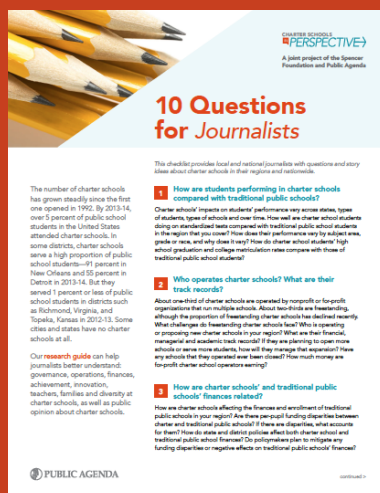 CHARTER SCHOOLS
IN PERSPECTIVE
A joint project of the Spencer
Foundation and Public Agenda
10 Questions
for Journalists
This checklist provides local and national journalists with questions and story
ideas about charter schools in their regions and nationwide.
The number of charter schools
has grown steadily since the first
one opened in 1992. By 2013-14,
over 5 percent of public school
students in the United States
attended charter schools. In
some districts, charter schools
serve a high proportion of public
school students—91 percent in
New Orleans and 55 percent in
Detroit in 2013-14. But they
served 1 percent or less of public
school students in districts such
as Richmond, Virginia, and
Topeka, Kansas in 2012-13. Some
cities and states have no charter
schools at all.
Our research guide can help
journalists better understand:
governance, operations, finances,
achievement, innovation,
teachers, families and diversity at
charter schools, as well as public
opinion about charter schools.
1 How are students performing in charter schools
compared with traditional public schools?
Charter schools' impacts on students' performance vary across states, types
of students, types of schools and over time. How well are charter school students
doing on standardized tests compared with traditional public school students
in the region that you cover? How does their performance vary by subject area,
grade or race, and why does it vary? How do charter school students' high
school graduation and college matriculation rates compare with those of
traditional public school students?
2 Who operates charter schools? What are their
track records?
About one-third of charter schools are operated by nonprofit or for-profit
organizations that run multiple schools. About two-thirds are freestanding,
although the proportion of freestanding charter schools has declined recently.
What challenges do freestanding charter schools face? Who is operating
or proposing new charter schools in your region? What are their financial,
managerial and academic track records? If they are planning to open more
schools or serve more students, how will they manage that expansion? Have
any schools that they operated ever been closed? How much money are
for-profit charter school operators earning?
3 How are charter schools' and traditional public
schools' finances related?
How are charter schools affecting the finances and enrollment of traditional
public schools in your region? Are there per-pupil funding disparities between
charter and traditional public schools? If there are disparities, what accounts
for them? How do state and district policies affect both charter school and
traditional public school finances? Do policymakers plan to mitigate any
funding disparities or negative effects on traditional public schools' finances?
PUBLIC AGENDA
continued >